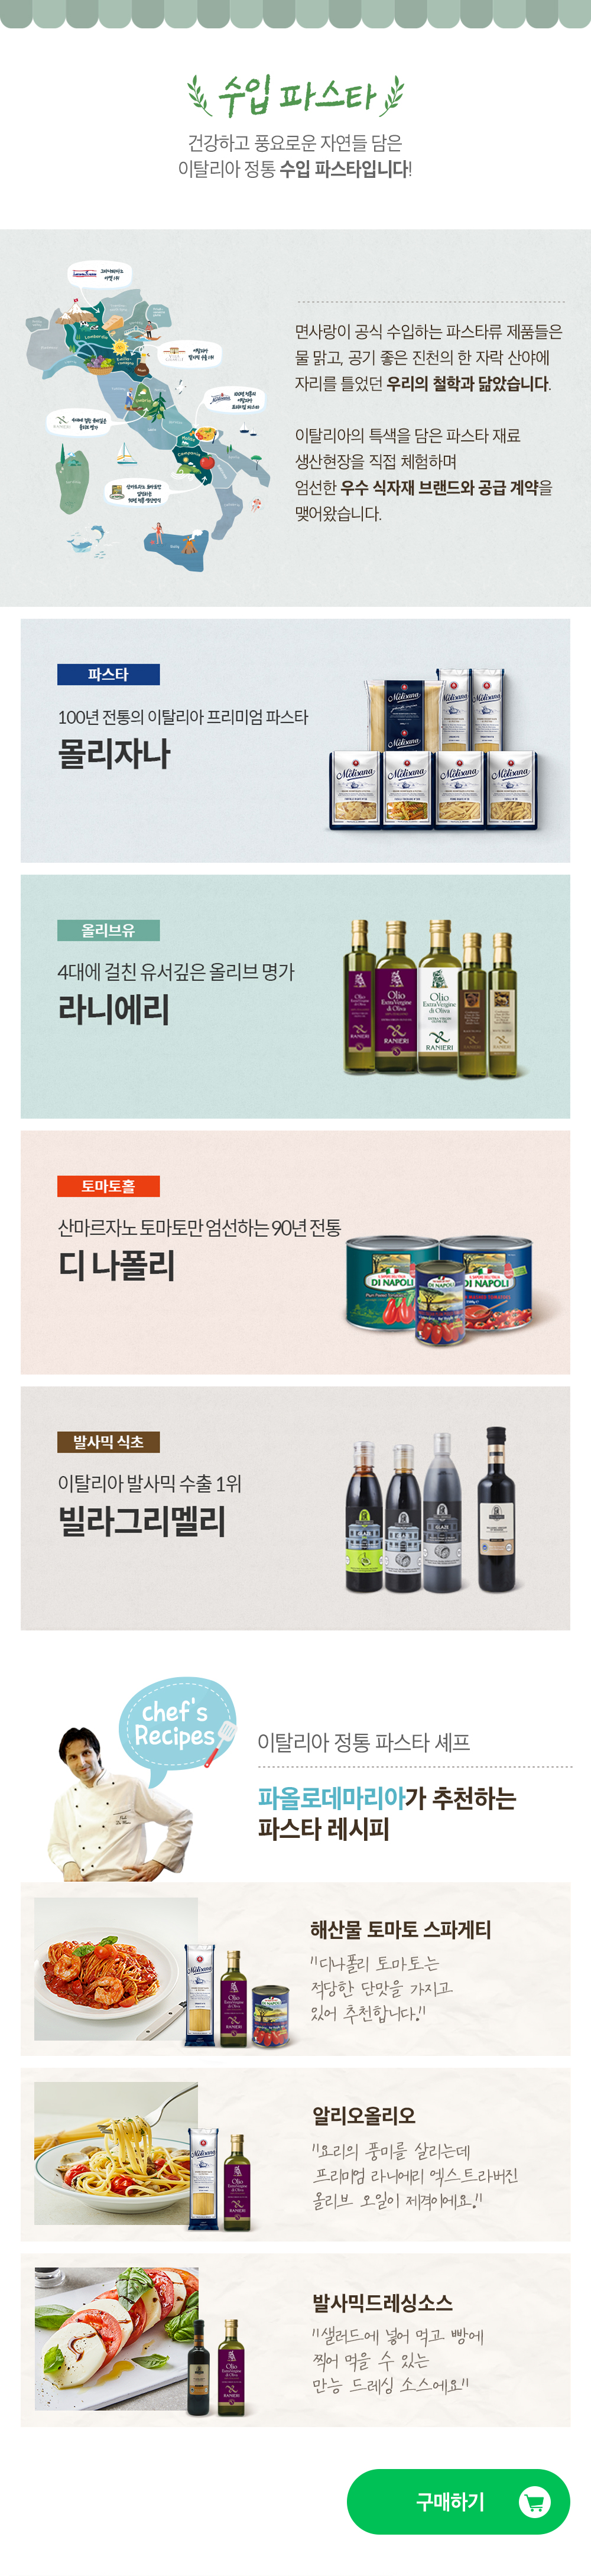 수입 파스타
건강하고 풍요로운 자연들 담은
이탈리아 정통 수입 파스타입니다!
면사랑이 공식 수입하는 파스타류 제품들은
물 맑고, 공기 좋은 진천의 한 자락 산야에
자리를 틀었던 우리의 철학과 닮았습니다.
이탈리아의 특색을 담은 파스타 재료
생산현장을 직접 체험하며
엄선한 우수 식자재 브랜드와 공급 계약을
맺어왔습니다.
파스타
100년 전통의 이탈리아 프리미엄 파스타
몰리자나
올리브유
4대에 걸친 유서깊은 올리브 명가
라니에리
Olio
Extra Vergine
di Oliva
RANIERI
토마토홀
산마르자노 토마토만 엄선하는 90년 전통
디 나폴리
DI NAPOLI
발사믹 식초
이탈리아 발사믹 수출 1위
빌라그리멜리
chef's
Recipes
이탈리아 정통 파스타 셰프
파올로데마리아가 추천하는
파스타 레시피
해산물 토마토 스파게티
"디나폴리 토마토는
적당한 단맛을 가지고
있어 추천합니다."
알리오올리오
"요리의 풍미를 살리는데
프리미엄 라니에리 엑스트라버진
올리브 오일이 제격이에요."
발사믹드레싱소스
"샐러드에 넣어 먹고 빵에
찍어 먹을 수 있는
만능 드레싱 소스에요"
구매하기